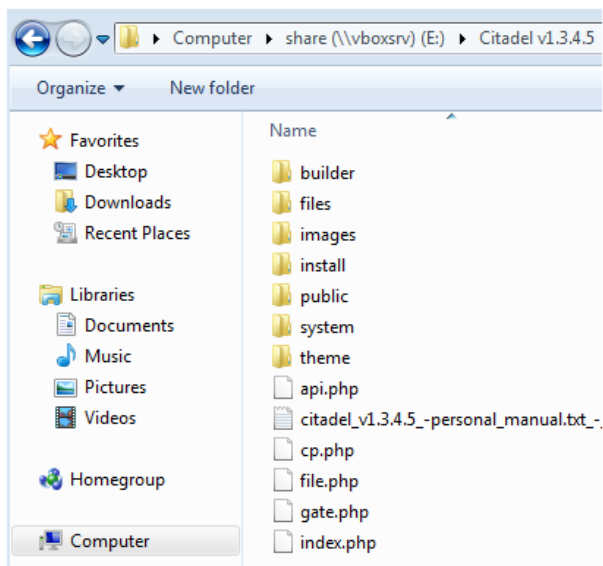 Computer ▸ share (\\vboxsrv) (E:) ▸ Citadel v1.3.4.5
Organize ▾ New folder
Favorites
Desktop
Downloads
Recent Places
Libraries
Documents
Music
Pictures
Videos
Homegroup
Computer
Name
builder
files
images
install
public
system
theme
api.php
citadel_v1.3.4.5_-personal_manual.txt_-_
cp.php
file.php
gate.php
index.php